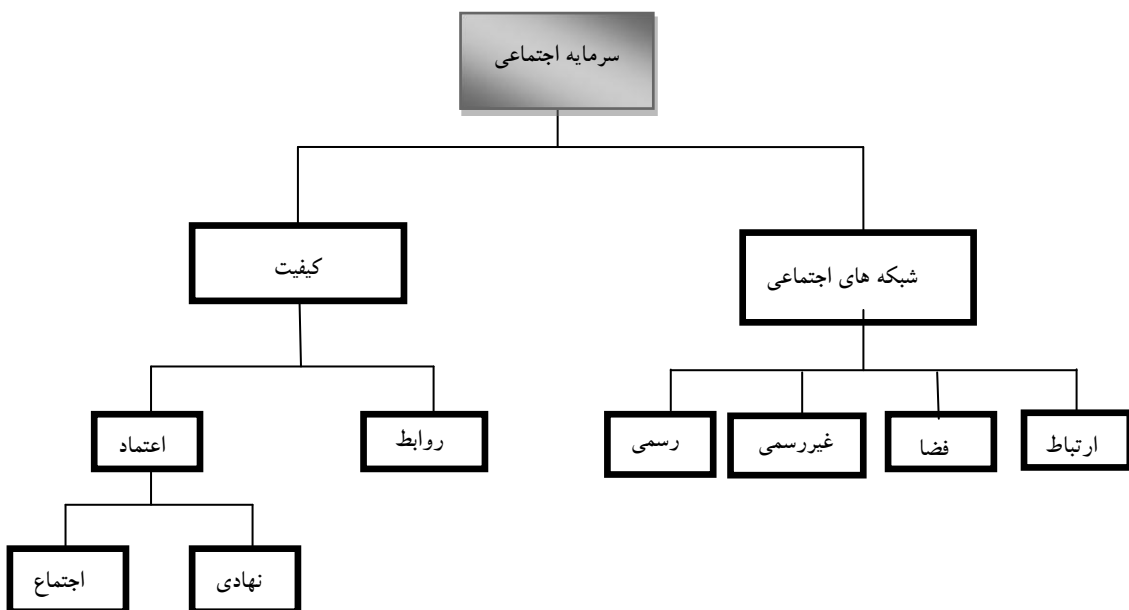 سرمایه اجتماعی
شبکه های اجتماعی
کیفیت
ارتباط
فضا
غیررسمی
رسمی
روابط
اعتماد
نهادی
اجتماع